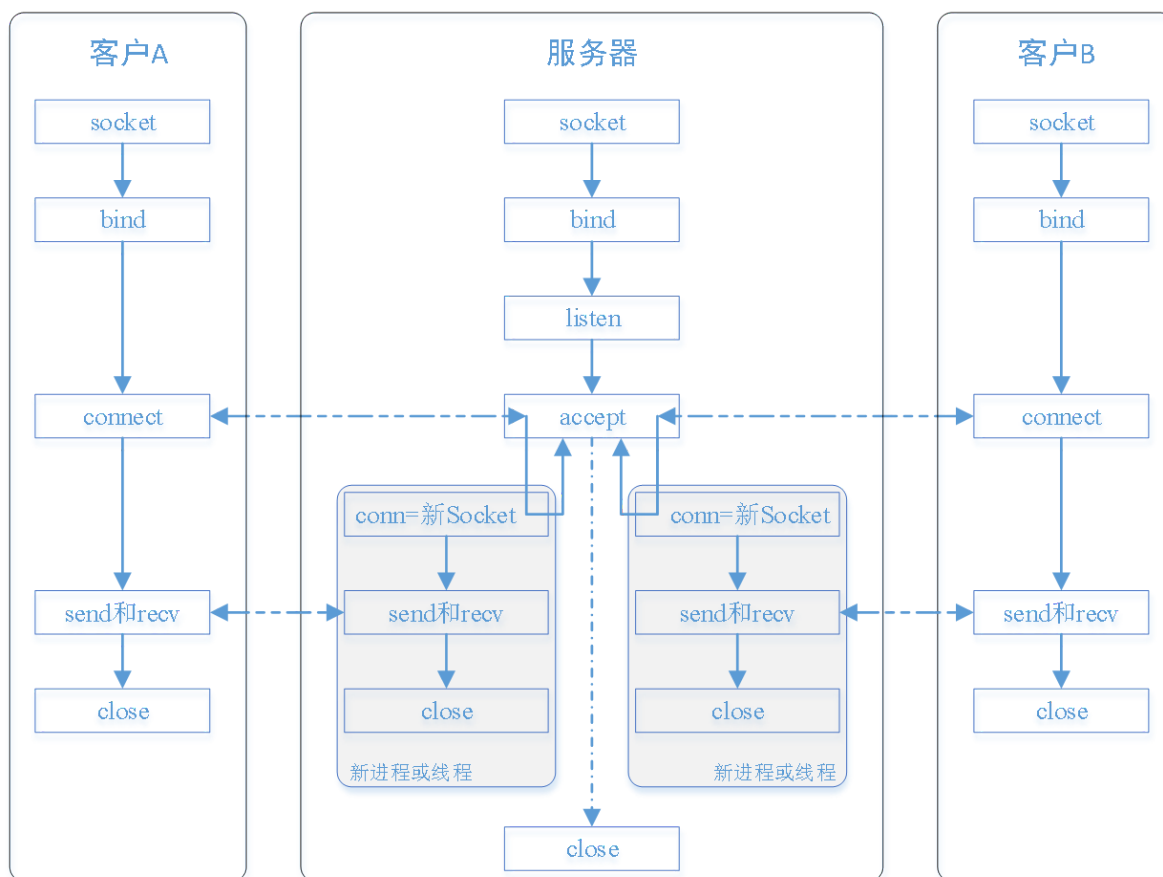 客户A
socket
bind
connect
send和recv
close
服务器
socket
bind
listen
accept
conn=新Socket
send和recv
close
新进程或线程
conn=新Socket
send和recv
close
新进程或线程
close
客户B
socket
bind
connect
send和recv
close